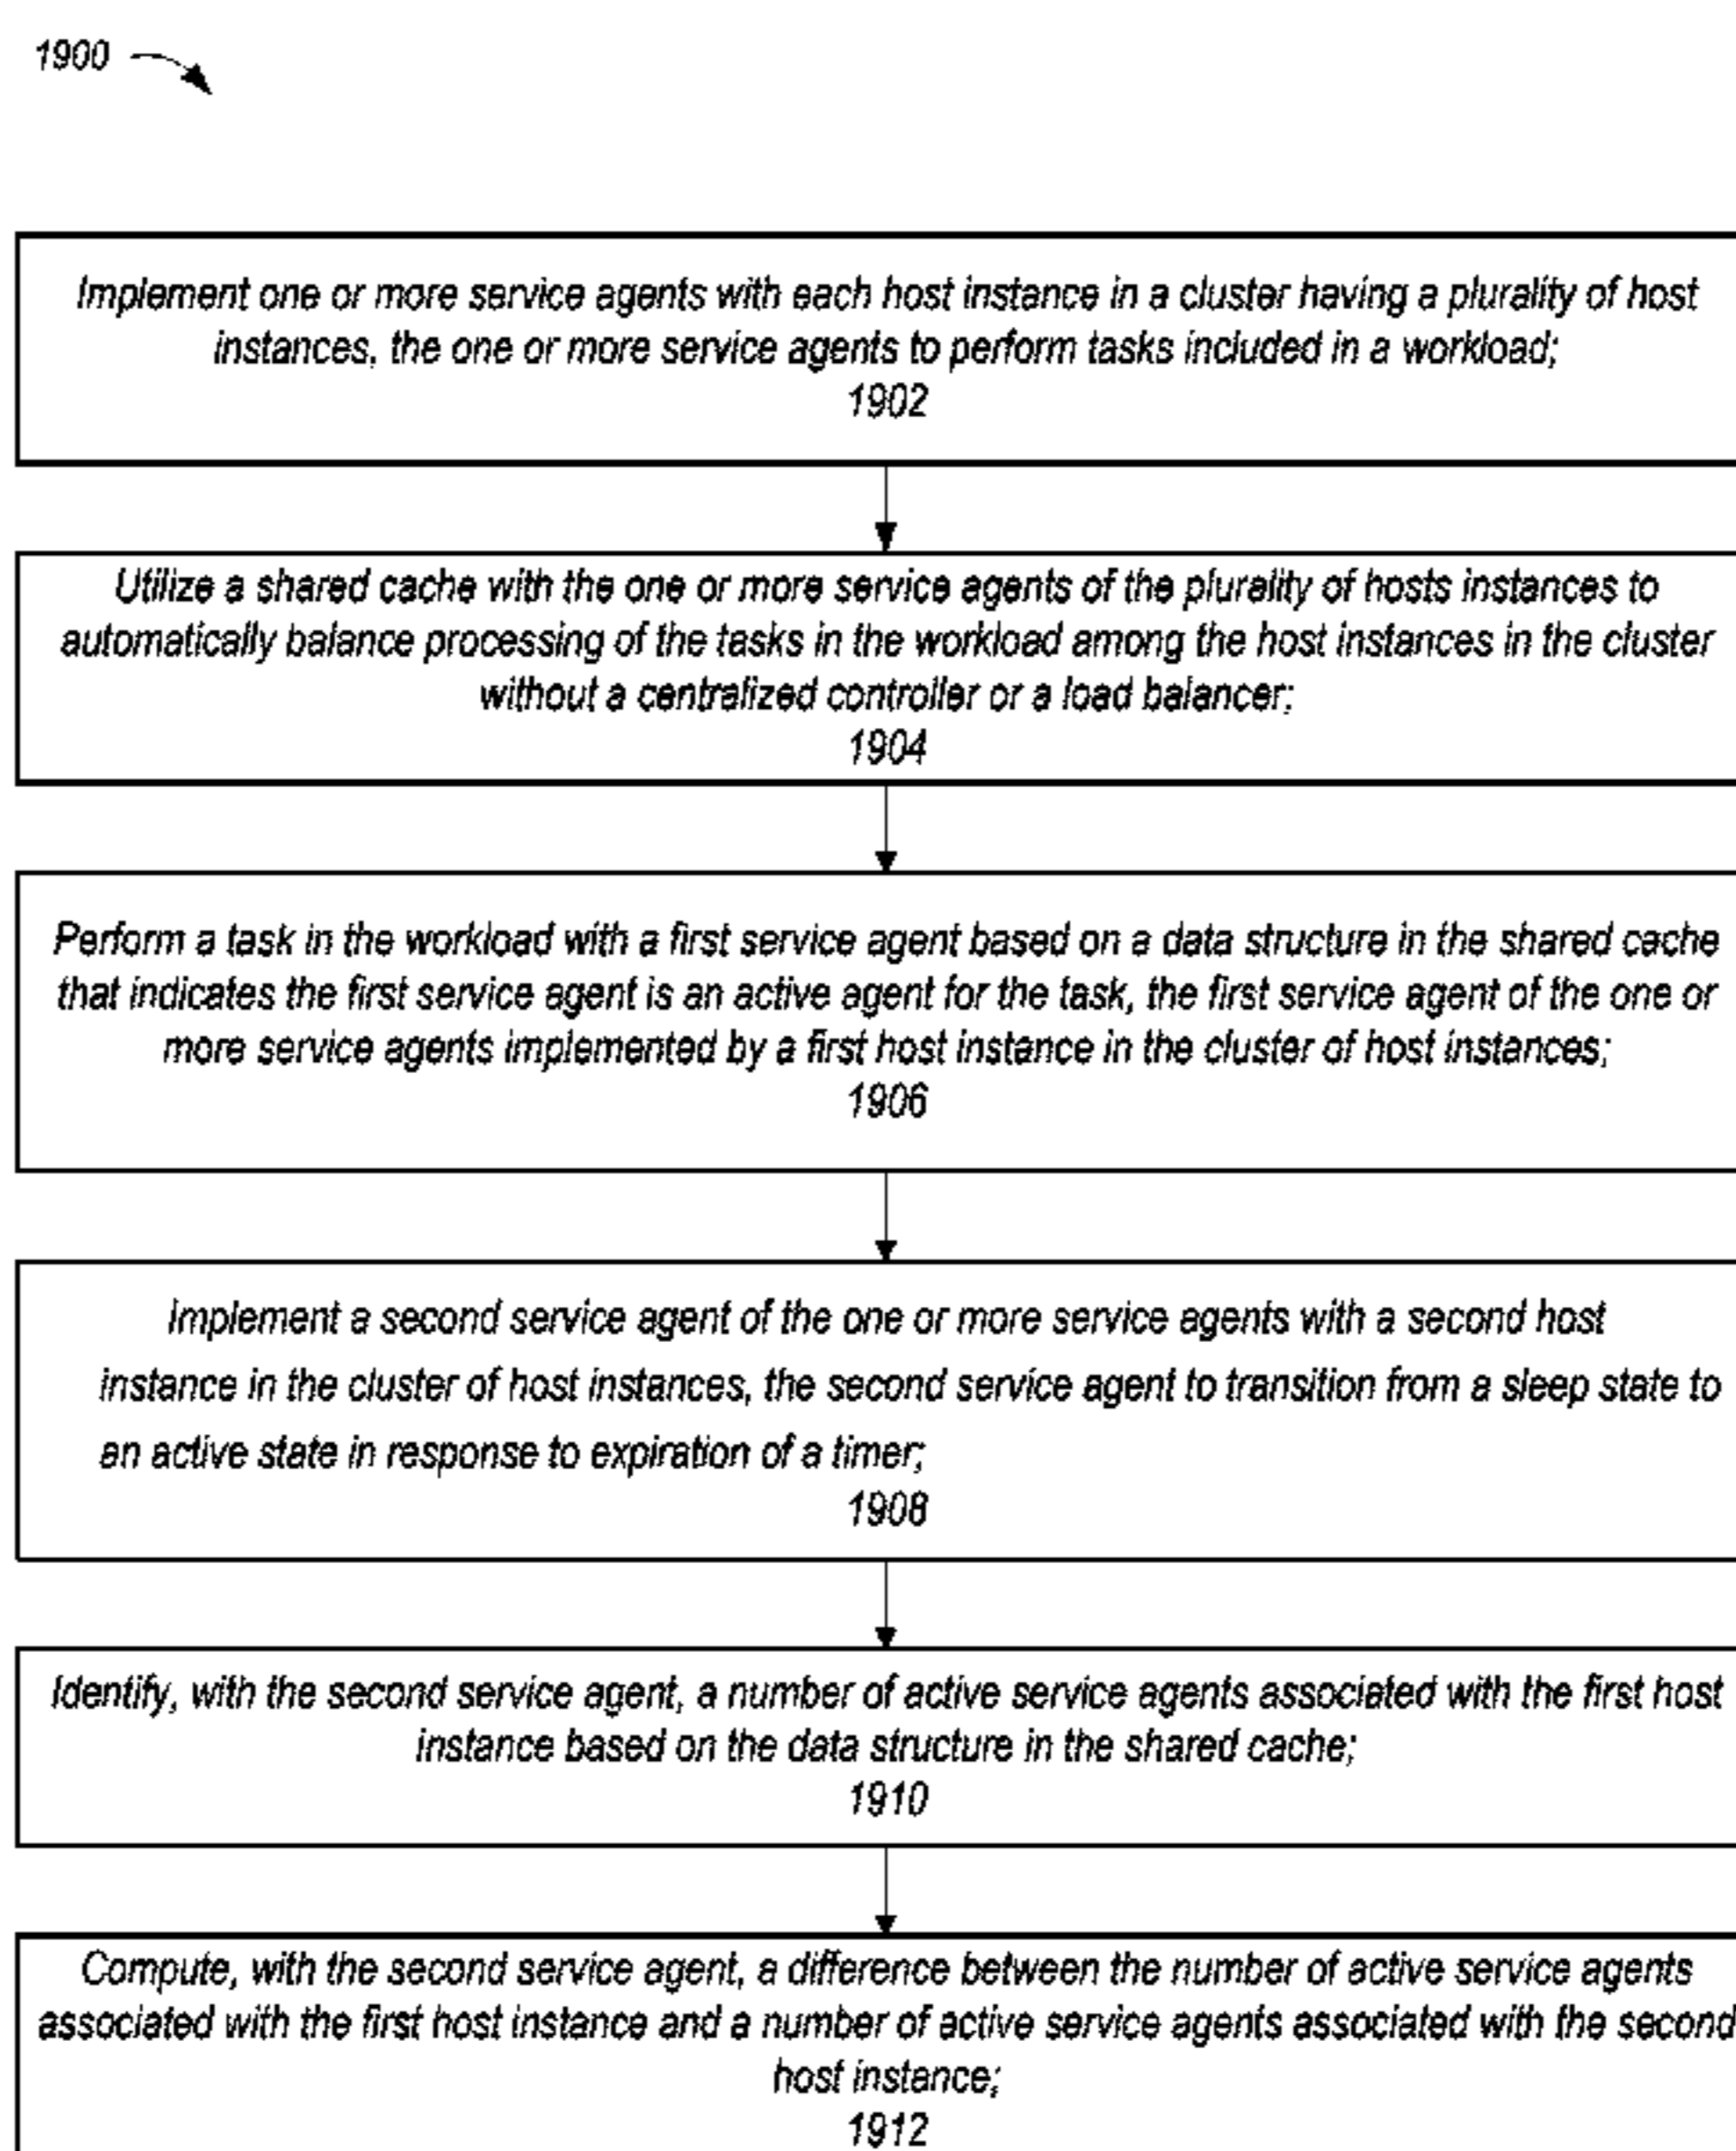 1900
Implement one or more service agents with each host instance in a cluster having a plurality of host
instances, the one or more service agents to perform tasks included in a workload;
1902
Utilize a shared cache with the one or more service agents of the plurality of hosts instances to
automatically balance processing of the tasks in the workload among the host instances in the cluster
without a centralized controller or a load balancer;
1904
Perform a task in the workload with a first service agent based on a data structure in the shared cache
that indicates the first service agent is an active agent for the task, the first service agent of the one or
more service agents implemented by a first host instance in the cluster of host instances;
1906
Implement a second service agent of the one or more service agents with a second host
instance in the cluster of host instances, the second service agent to transition from a sleep state to
an active state in response to expiration of a timer;
1908
Identify, with the second service agent, a number of active service agents associated with the first host
instance based on the data structure in the shared cache;
1910
Compute, with the second service agent, a difference between the number of active service agents
associated with the first host instance and a number of active service agents associated with the second
host instance;
1912